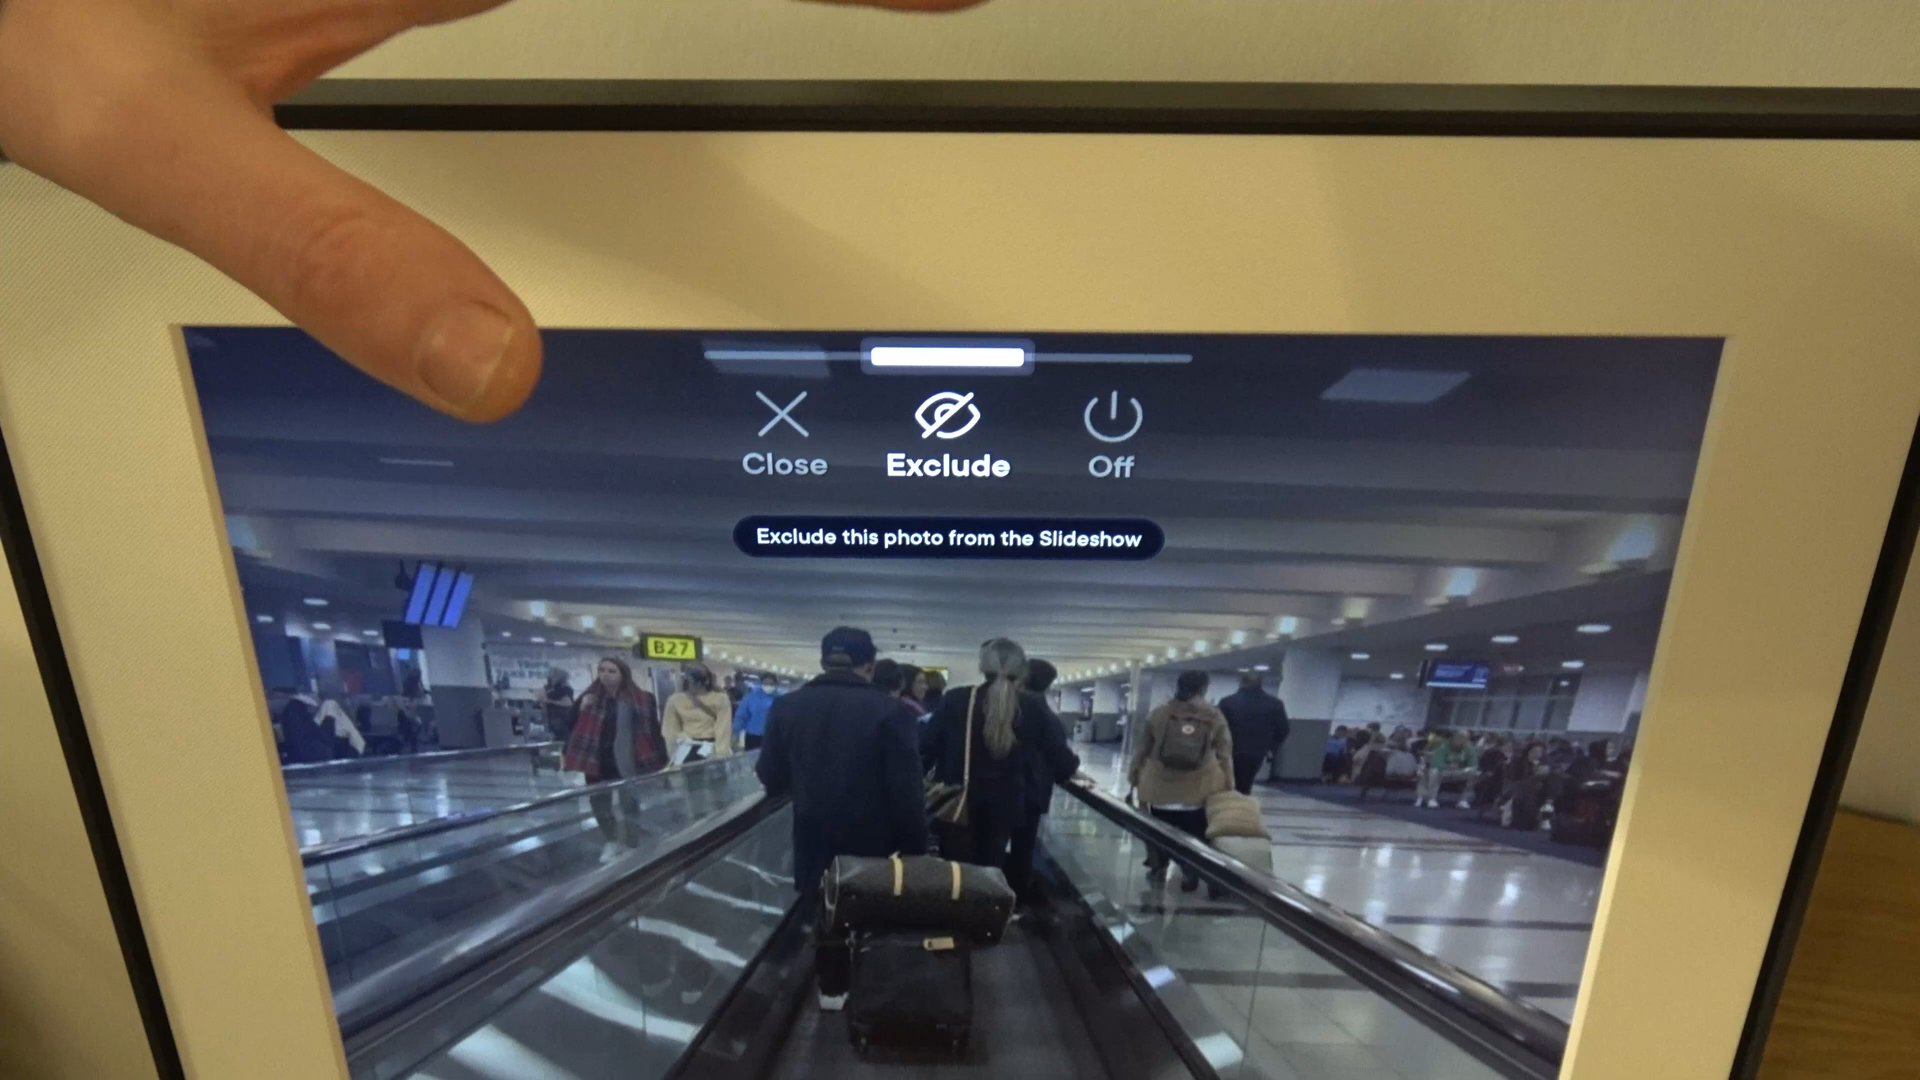 Close
Exclude
Off
Exclude this photo from the Slideshow
B27